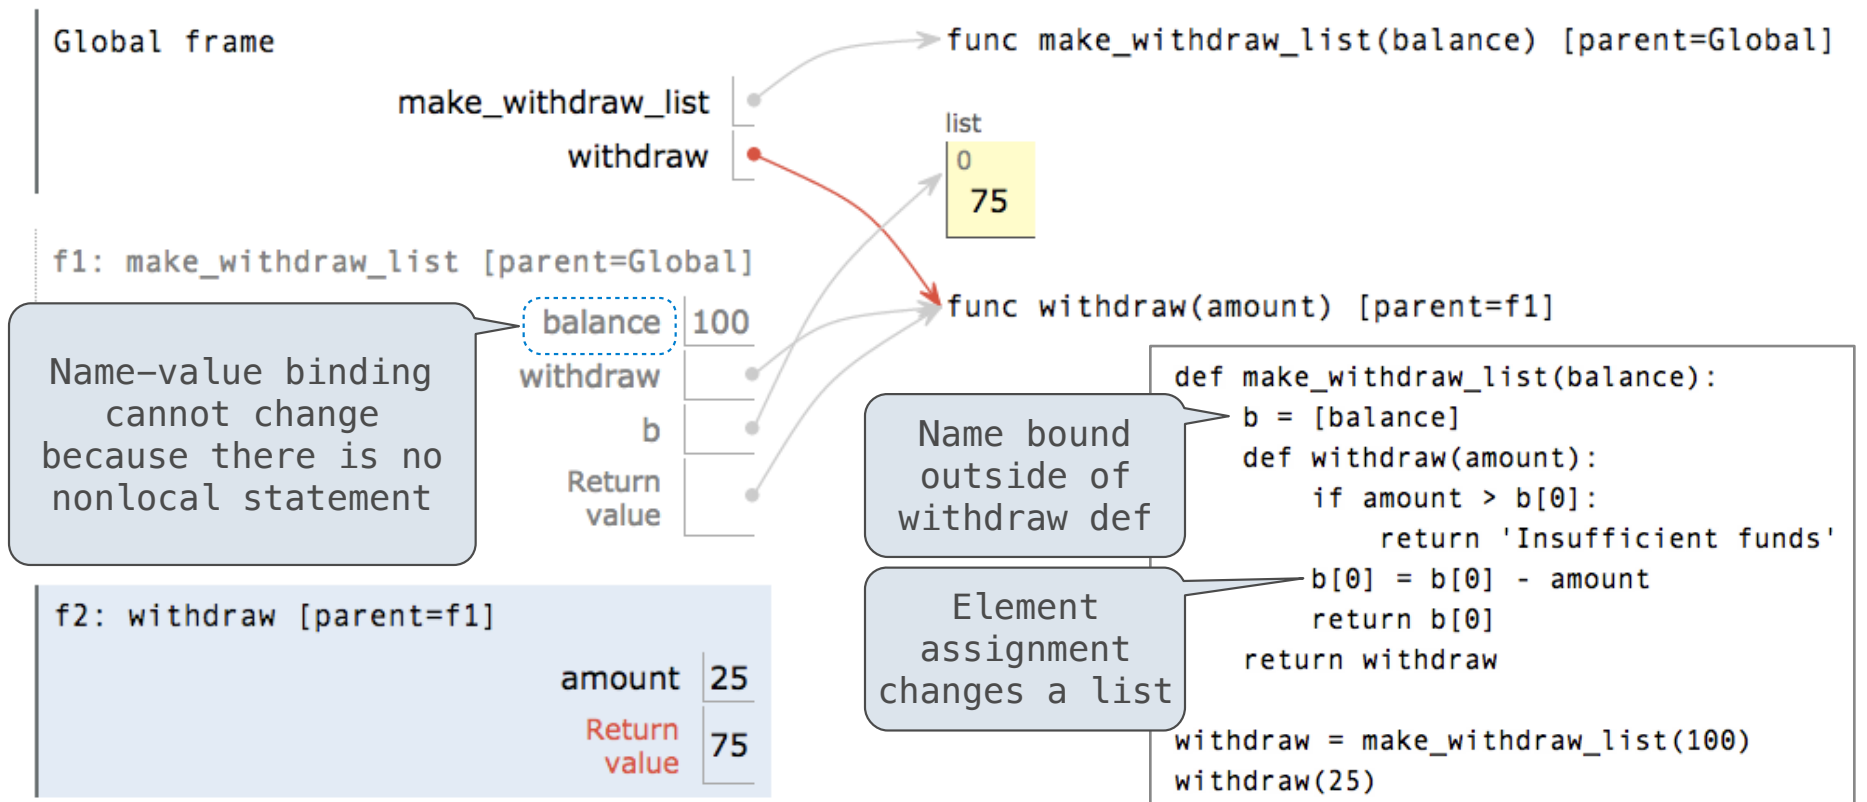 Global frame
make_withdraw_list
withdraw
func make_withdraw_list(balance) [parent=Global]
list
0
75
f1: make_withdraw_list [parent=Global]
balance 100
withdraw
b
Return
value
func withdraw(amount) [parent=f1]
Name-value binding
cannot change
because there is no
nonlocal statement
f2: withdraw [parent=f1]
amount 25
Return
value 75
Name bound
outside of
withdraw def
Element
assignment
changes a list
def make_withdraw_list(balance):
    b = [balance]
    def withdraw(amount):
        if amount > b[0]:
            return 'Insufficient funds'
        b[0] = b[0] - amount
        return b[0]
    return withdraw
withdraw = make_withdraw_list(100)
withdraw(25)